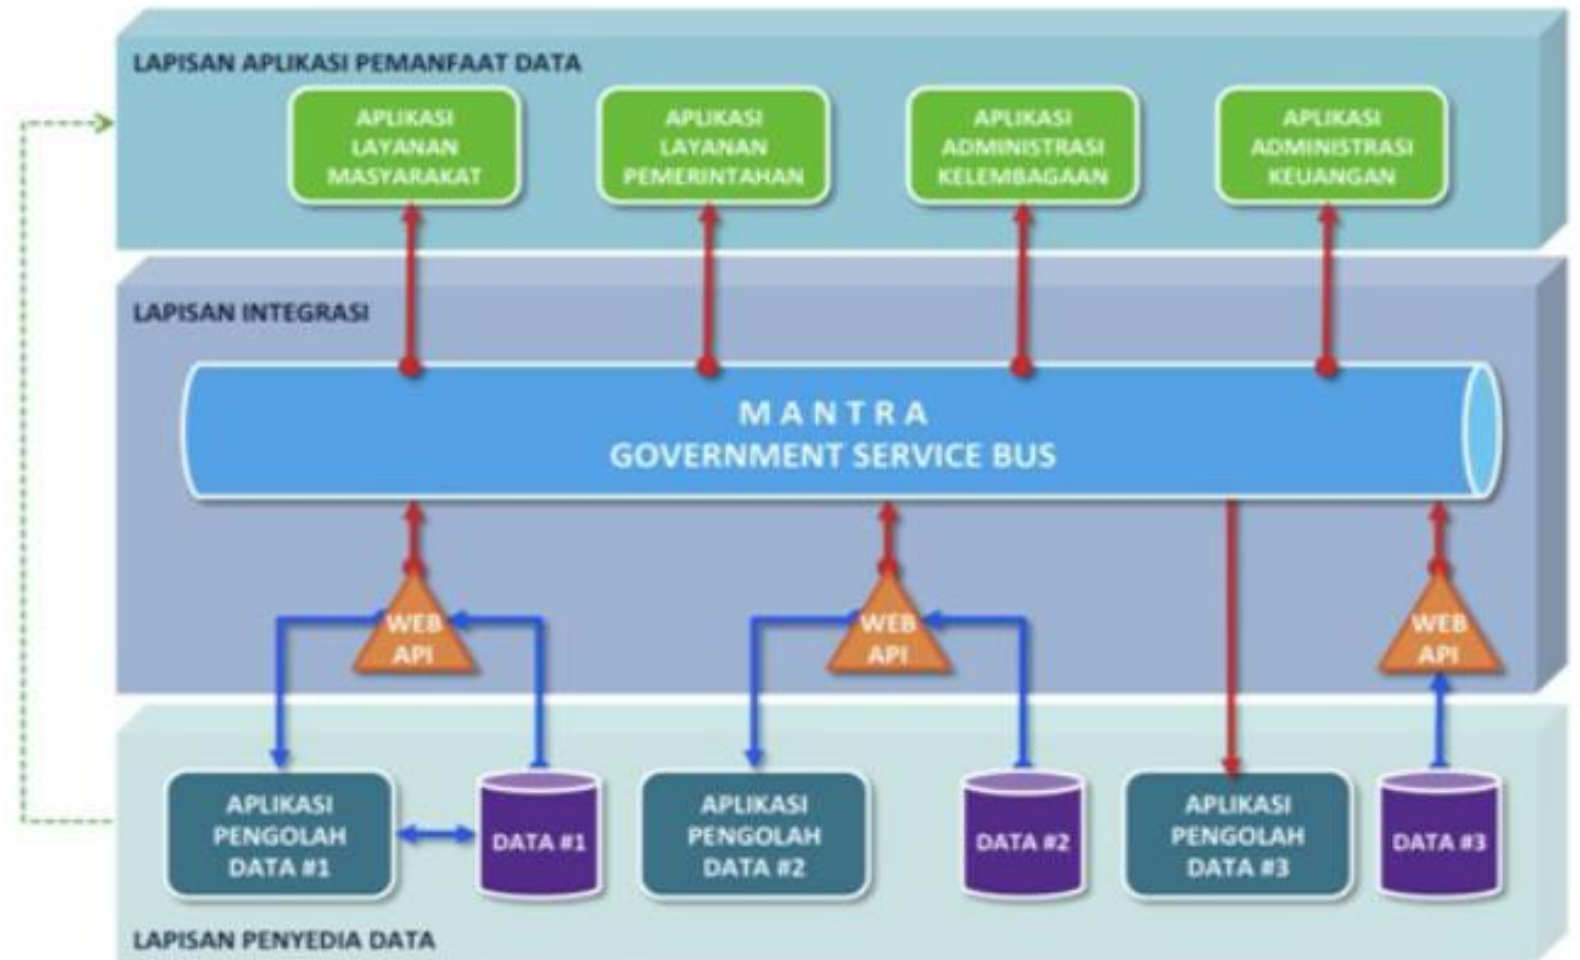 LAPISAN APLIKASI PEMANFAAT DATA
APLIKASI
LAYANAN
MASYARAKAT
APLIKASI
LAYANAN
PEMERINTAHAN
APLIKASI
ADMINISTRASI
KELEMBAGAAN
APLIKASI
ADMINISTRASI
KEUANGAN
LAPISAN INTEGRASI
M A N T R A
GOVERNMENT SERVICE BUS
WEB
API
WEB
API
WEB
API
APLIKASI
PENGOLAH
DATA #1
DATA #1
APLIKASI
PENGOLAH
DATA #2
DATA #2
APLIKASI
PENGOLAH
DATA #3
DATA #3
LAPISAN PENYEDIA DATA